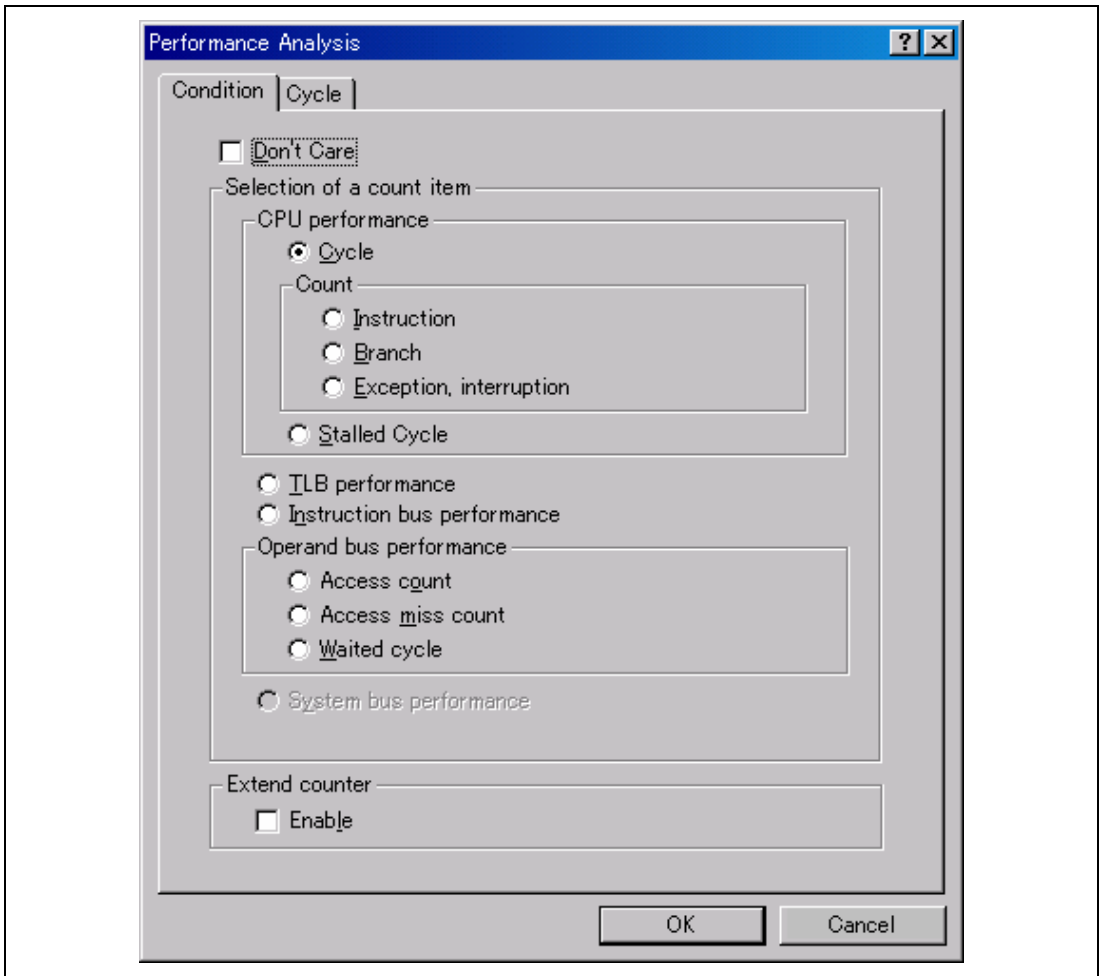 Performance Analysis
Condition
Cycle
Don't Care
Selection of a count item
CPU performance
Cycle
Count
Instruction
Branch
Exception, interruption
Stalled Cycle
TLB performance
Instruction bus performance
Operand bus performance
Access count
Access miss count
Waited cycle
System bus performance
Extend counter
Enable
OK
Cancel